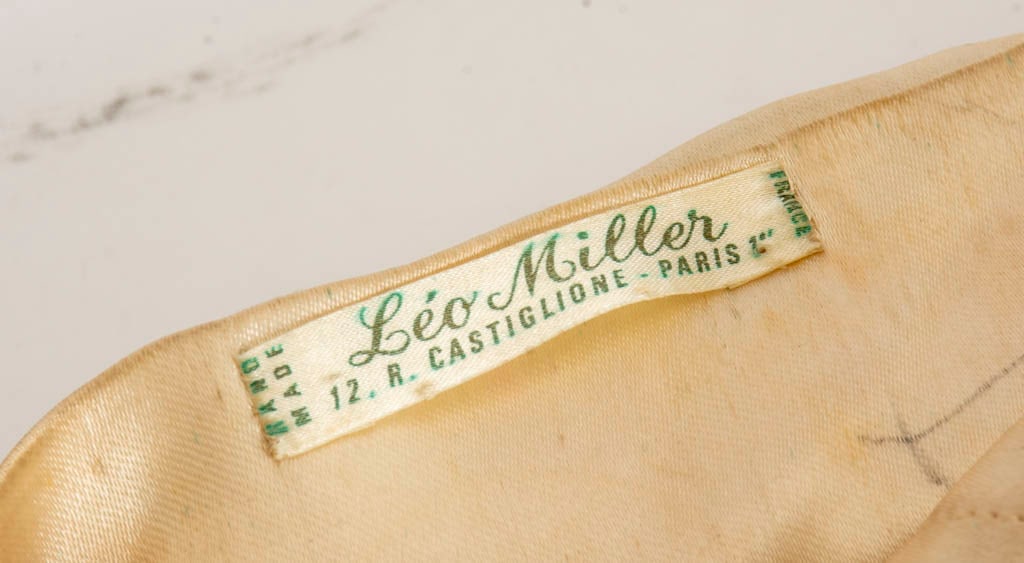 HAND
MADE
Léo Miller
12. R. CASTIGLIONE - PARIS 1er
FRANCE